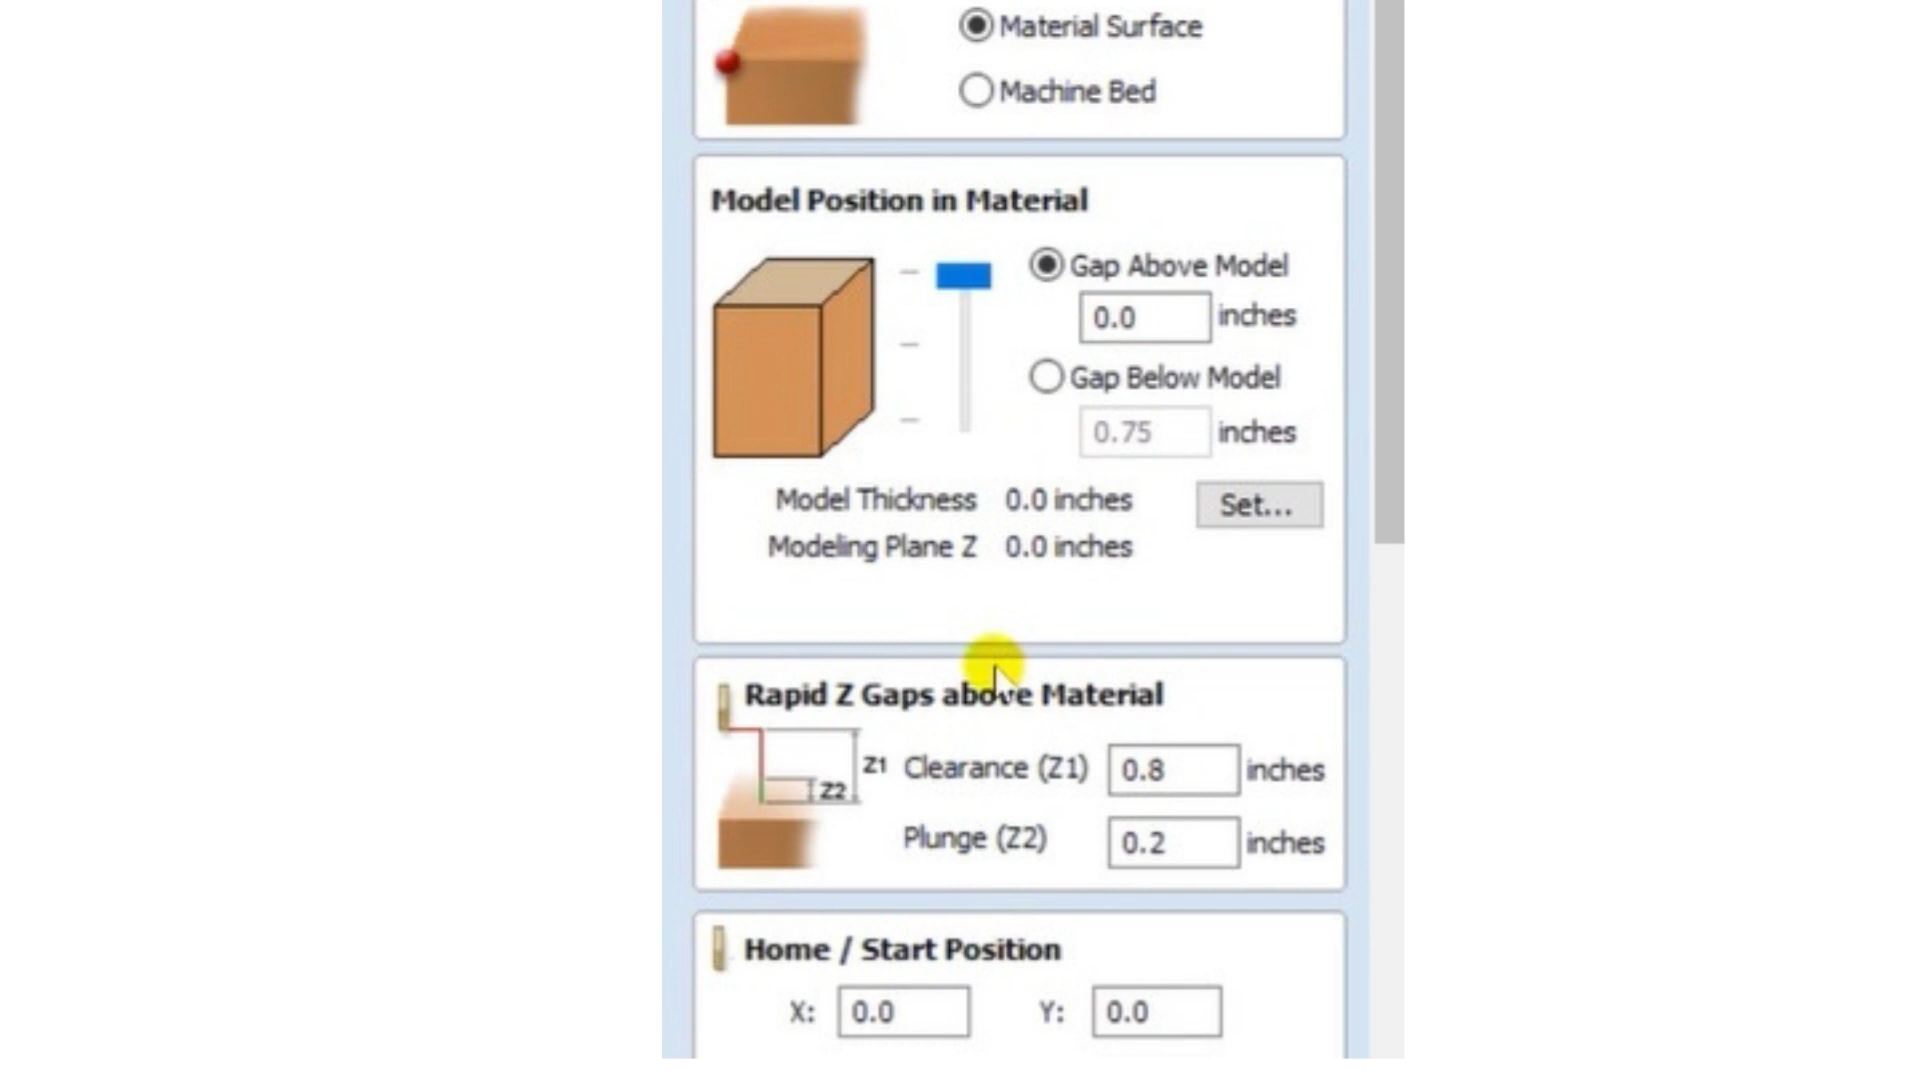 Material Surface
Machine Bed
Model Position in Material
Gap Above Model
0.0 inches
Gap Below Model
0.75 inches
Model Thickness 0.0 inches Set...
Modeling Plane Z 0.0 inches
Rapid Z Gaps above Material
Z1 Clearance (Z1) 0.8 inches
Z2
Plunge (Z2) 0.2 inches
Home / Start Position
X: 0.0 Y: 0.0